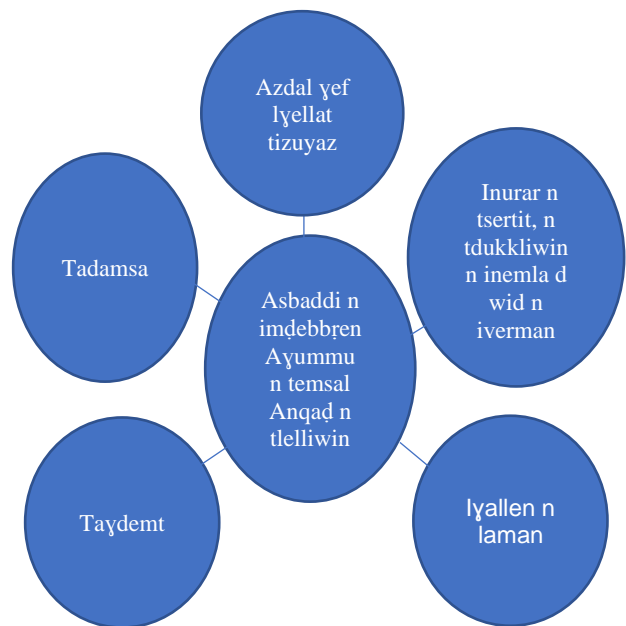 Azdal ɣef
lɣellat
tizuyaz
Inurar n
tsertit, n
tdukkliwin
n inemla d
wid n
iverman
Tadamsa
Asbaddi n
imḍebbṛen
Aɣummu
n temsal
Anqaḍ n
tlelliwin
Taɣdemt
Iɣallen n
laman